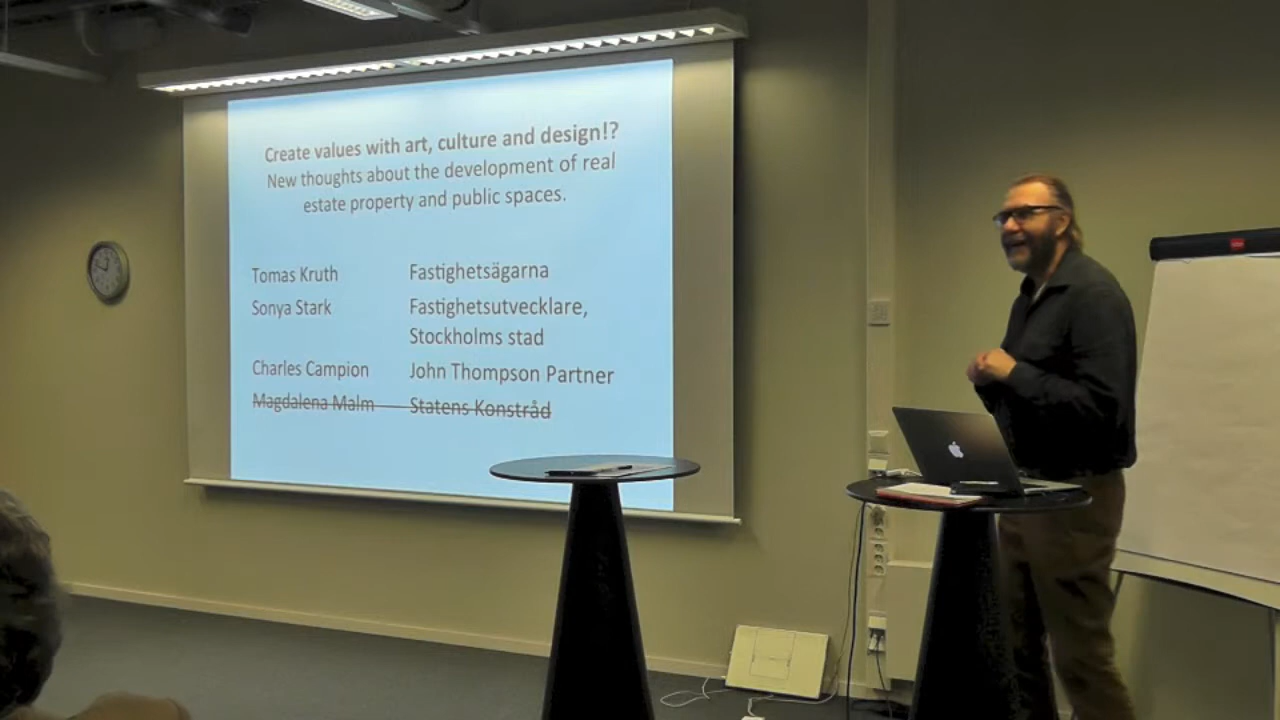 Create values with art, culture and design!?
New thoughts about the development of real
estate property and public spaces.
Tomas Kruth Fastighetsägarna
Sonya Stark Fastighetsutvecklare,
Stockholms stad
Charles Campion John Thompson Partner
Magdalena Malm Statens Konstråd